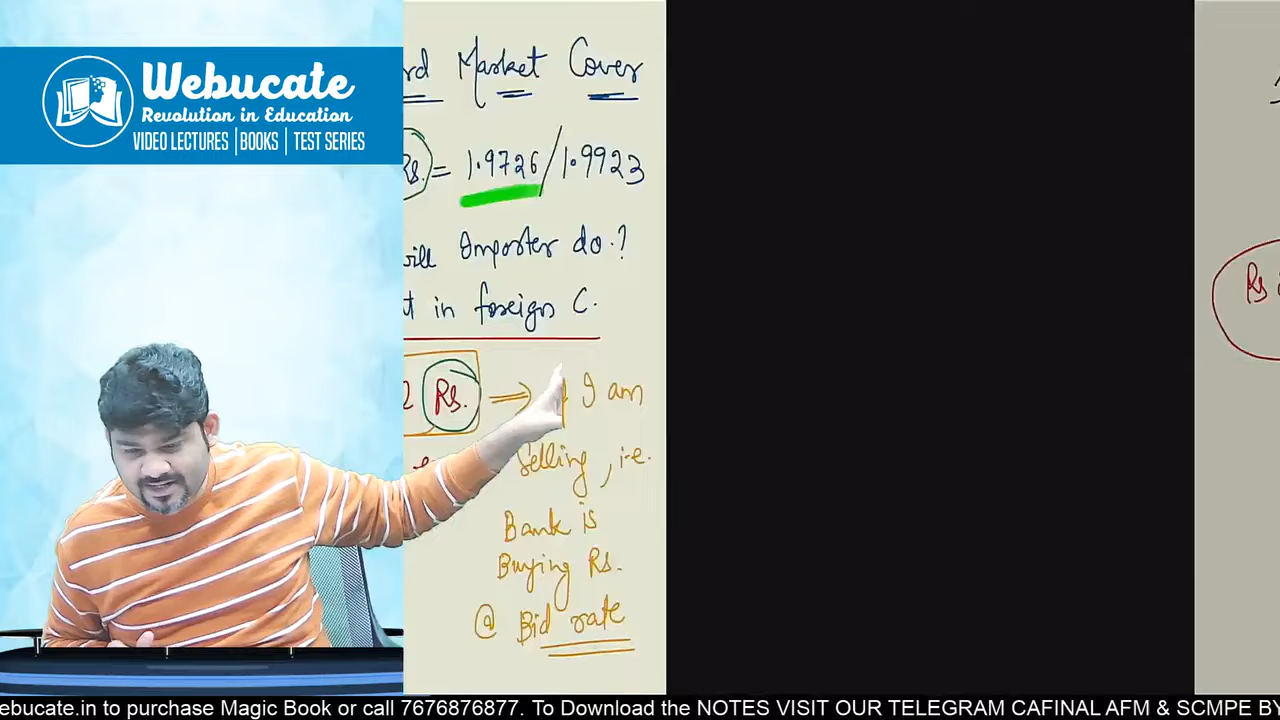 Webucate
Revolution in Education
VIDEO LECTURES | BOOKS | TEST SERIES
rd Market Cover
Rs. = 1.9726/1.9923
will Importer do.?
t in foreign C.
Rs. ⇒ I am
Selling, i.e.
Bank is
Buying Rs.
@ Bid rate
Rs
ebucate.in to purchase Magic Book or call 7676876877. To Download the NOTES VISIT OUR TELEGRAM CAFINAL AFM & SCMPE BY